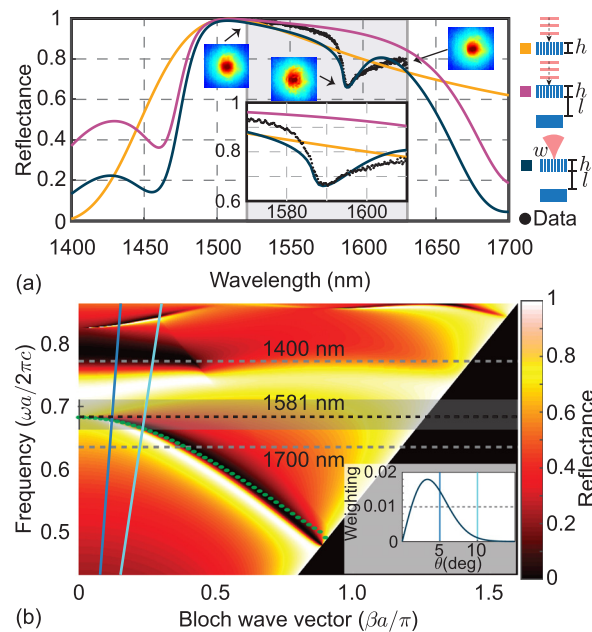 1
0.8
0.6
0.4
0.2
0
Reflectance
1
0.8
0.6
1580
1600
1400
1450
1500
1550
1600
1650
1700
Wavelength (nm)
(a)
h
h
l
w
h
l
Data
0.8
0.7
0.6
0.5
Frequency (ωa/2πc)
1400 nm
1581 nm
1700 nm
0.02
0.01
0
Weighting
5
10
θ(deg)
0
0.5
1.0
1.5
Bloch wave vector (βa/π)
(b)
1
0.8
0.6
0.4
0.2
0
Reflectance